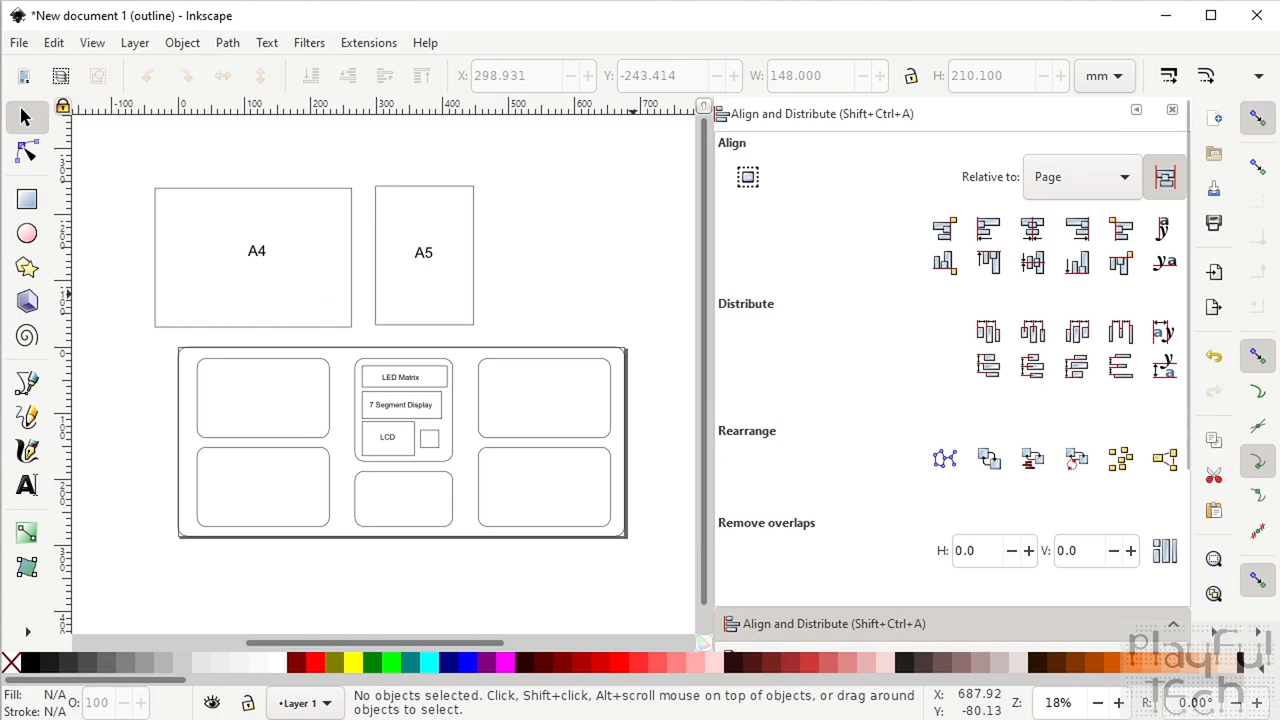 *New document 1 (outline) - Inkscape
File Edit View Layer Object Path Text Filters Extensions Help
X: 298.931 Y: -243.414 W: 148.000 H: 210.100 mm
-100 0 100 200 300 400 500 600 700
Align and Distribute (Shift+Ctrl+A)
Align
Relative to: Page
A4
A5
Distribute
LED Matrix
7 Segment Display
LCD
Rearrange
Remove overlaps
H: 0.0 V: 0.0
Align and Distribute (Shift+Ctrl+A)
playful tech
Fill: N/A
Stroke: N/A
O: 100
•Layer 1
No objects selected. Click, Shift+click, Alt+scroll mouse on top of objects, or drag around
objects to select.
X: 687.92
Y: -80.13
Z: 18%
R: 0.00°